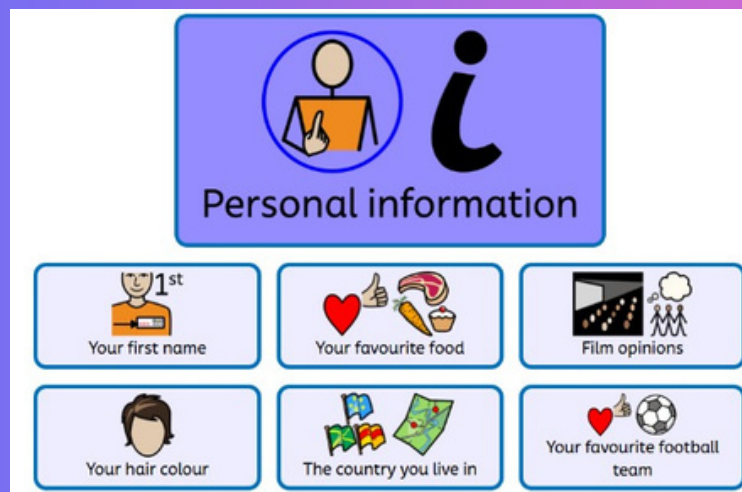 Personal information
1st
Your first name
Your favourite food
Film opinions
Your hair colour
The country you live in
Your favourite football
team